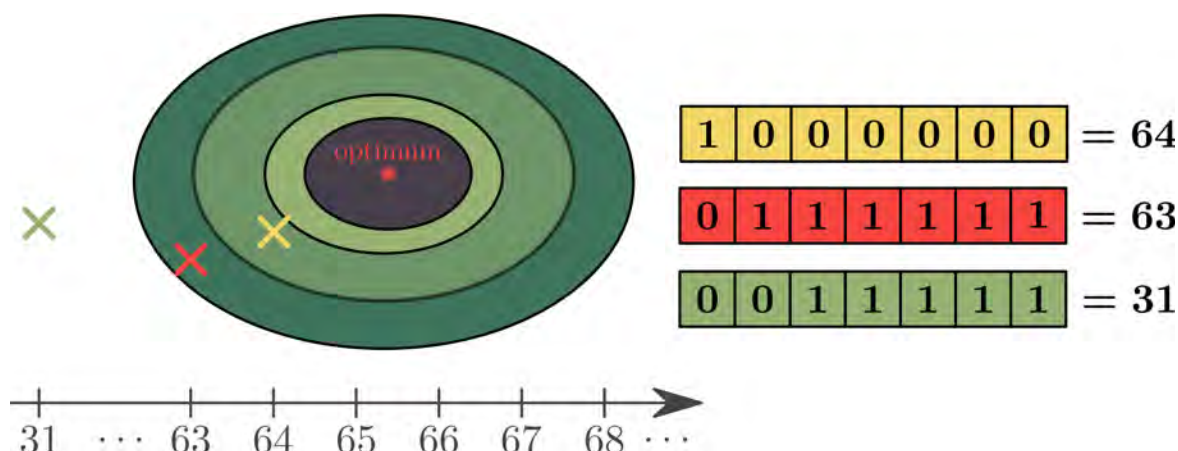 optimum
1 0 0 0 0 0 0 = 64
0 1 1 1 1 1 1 = 63
0 0 1 1 1 1 1 = 31
31 ··· 63 64 65 66 67 68 ···